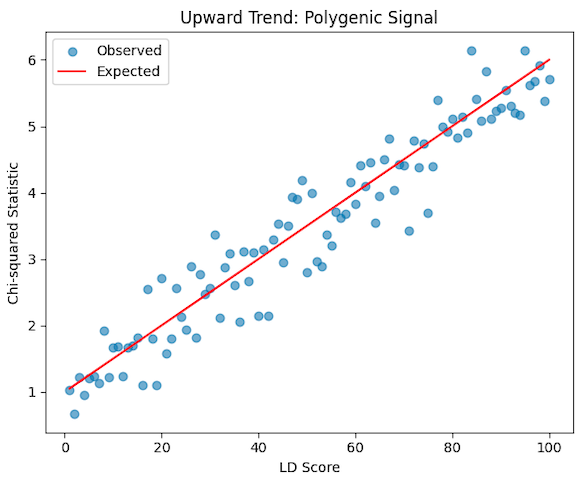 Upward Trend: Polygenic Signal
Observed
Expected
6
5
4
3
2
1
Chi-squared Statistic
0 20 40 60 80 100
LD Score